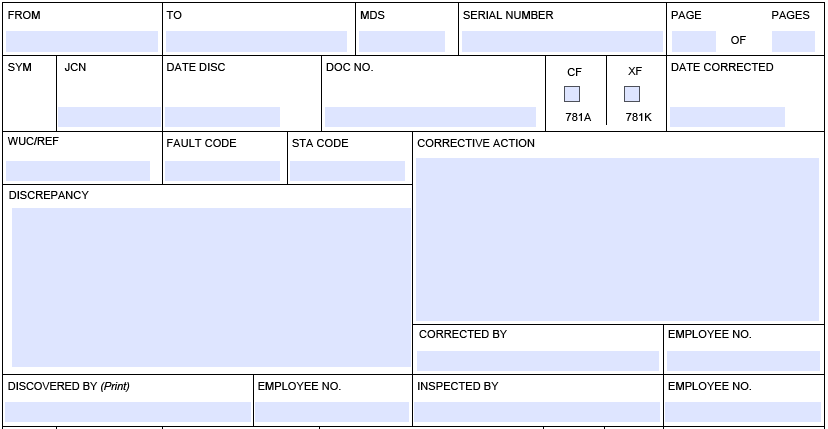 FROM TO MDS SERIAL NUMBER PAGE PAGES
OF
SYM JCN DATE DISC DOC NO. CF XF DATE CORRECTED
781A 781K
WUC/REF FAULT CODE STA CODE CORRECTIVE ACTION
DISCREPANCY
CORRECTED BY EMPLOYEE NO.
DISCOVERED BY (Print) EMPLOYEE NO. INSPECTED BY EMPLOYEE NO.